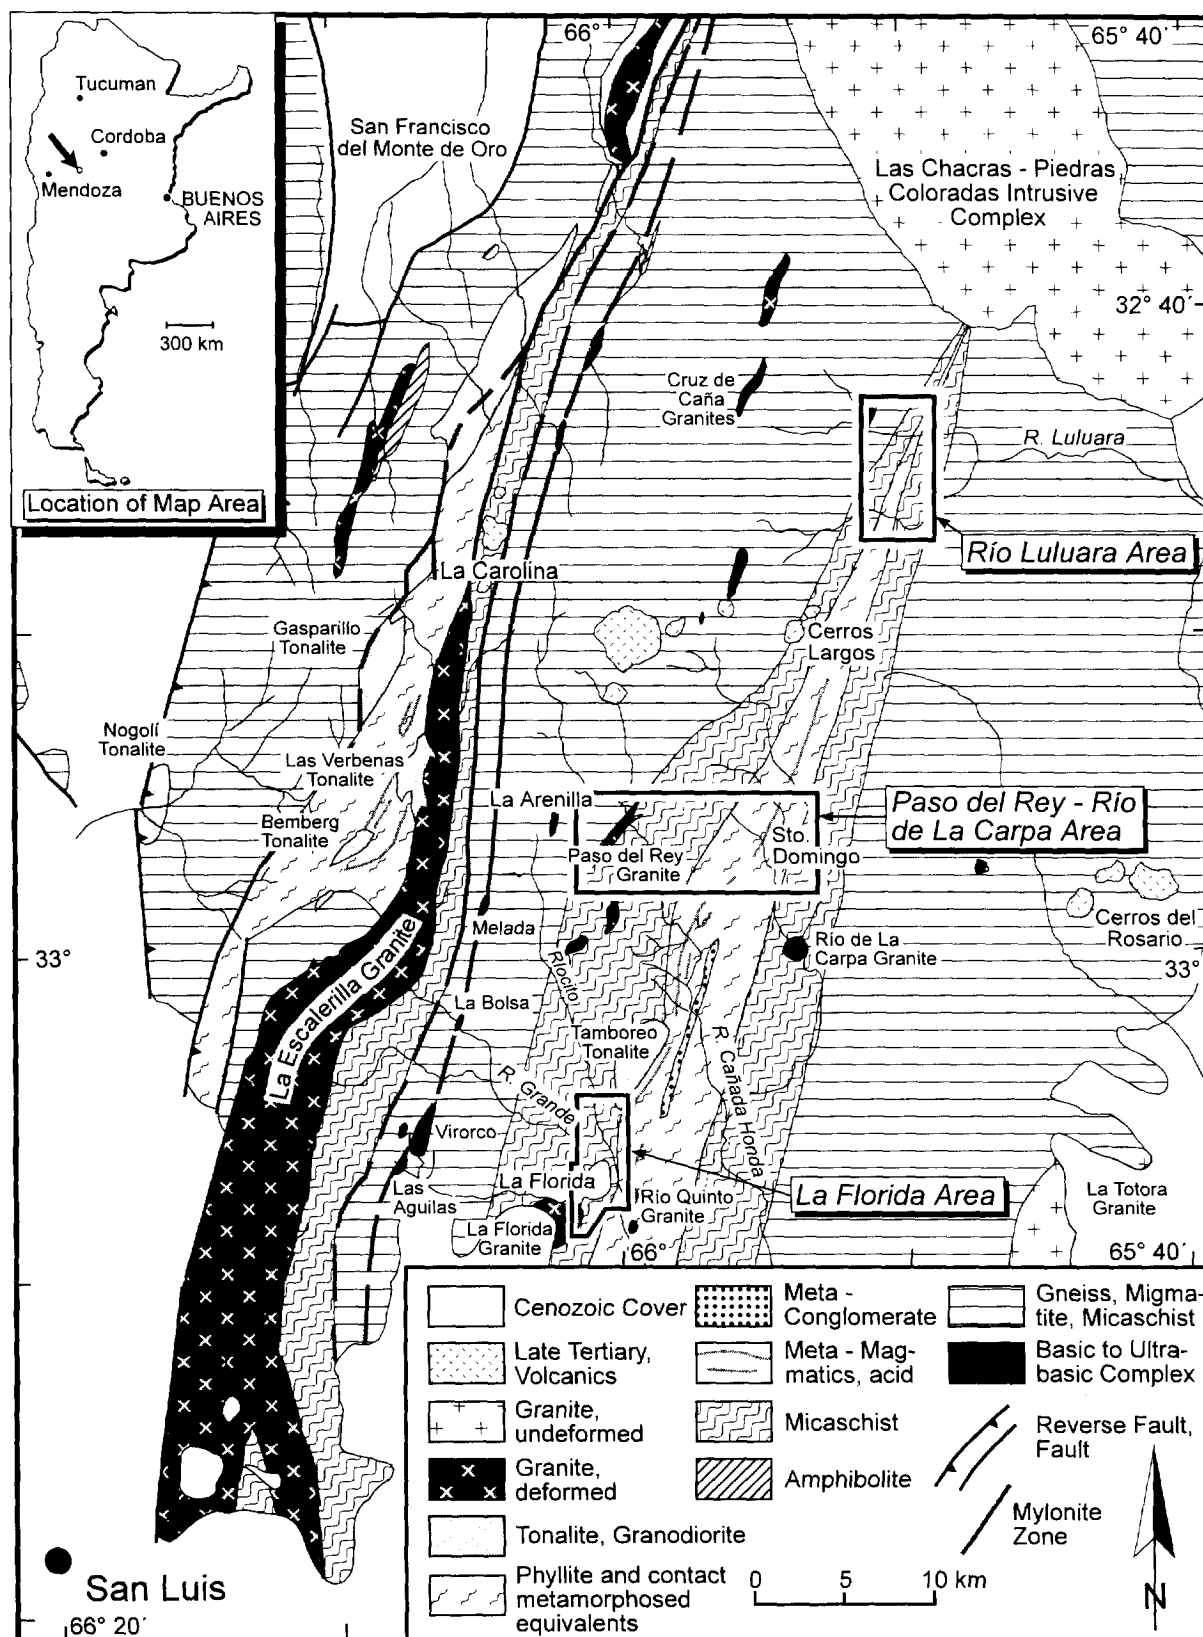 66°
65° 40´
Tucuman
Cordoba
Mendoza
BUENOS
AIRES
300 km
Location of Map Area
San Francisco
del Monte de Oro
Las Chacras - Piedras
Coloradas Intrusive
Complex
32° 40´
Cruz de
Caña
Granites
R. Luluara
Río Luluara Area
La Carolina
Gasparillo
Tonalite
Cerros
Largos
Nogolí
Tonalite
Las Verbenas
Tonalite
Bemberg
Tonalite
La Arenilla
Paso del Rey
Granite
Sto.
Domingo
Paso del Rey - Río
de La Carpa Area
Cerros del
Rosario
Melada
Río de La
Carpa Granite
33°
33°
La Escalerilla Granite
Riocito
La Bolsa
Tamboreo
Tonalite
R. Cañada Honda
R. Grande
Virorco
Las
Aguilas
La Florida
La Florida
Granite
Río Quinto
Granite
La Florida Area
La Totora
Granite
66°
65° 40´
Cenozoic Cover
Late Tertiary,
Volcanics
Granite,
undeformed
Granite,
deformed
Tonalite, Granodiorite
Phyllite and contact
metamorphosed
equivalents
Meta -
Conglomerate
Meta - Mag-
matics, acid
Micaschist
Amphibolite
Gneiss, Migma-
tite, Micaschist
Basic to Ultra-
basic Complex
Reverse Fault,
Fault
Mylonite
Zone
0 5 10 km
N
San Luis
66° 20´